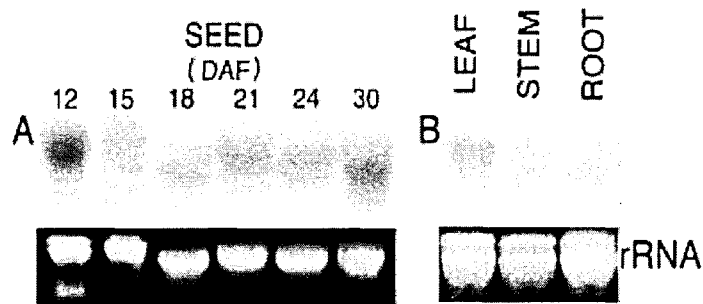 SEED
(DAF)
12 15 18 21 24 30
A
LEAF
STEM
ROOT
B
rRNA